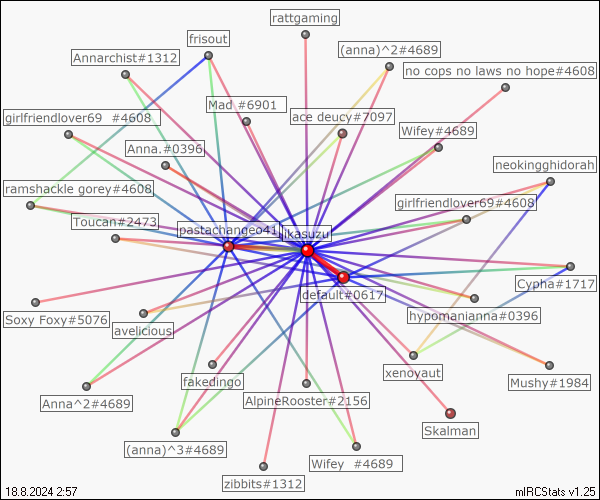 rattgaming
frisout
(anna)^2#4689
Annarchist#1312
no cops no laws no hope#4608
Mad #6901
ace deucy#7097
girlfriendlover69 #4608
Wifey#4689
Anna.#0396
neokingghidorah
ramshackle gorey#4608
girlfriendlover69#4608
Toucan#2473
pastachangeo41
jikasuzu
Cypha#1717
default#0617
Soxy Foxy#5076
hypomanianna#0396
avelicious
xenoyaut
fakedingo
Mushy#1984
Anna^2#4689
AlpineRooster#2156
Skalman
(anna)^3#4689
Wifey #4689
zibbits#1312
18.8.2024 2:57
mIRCStats v1.25